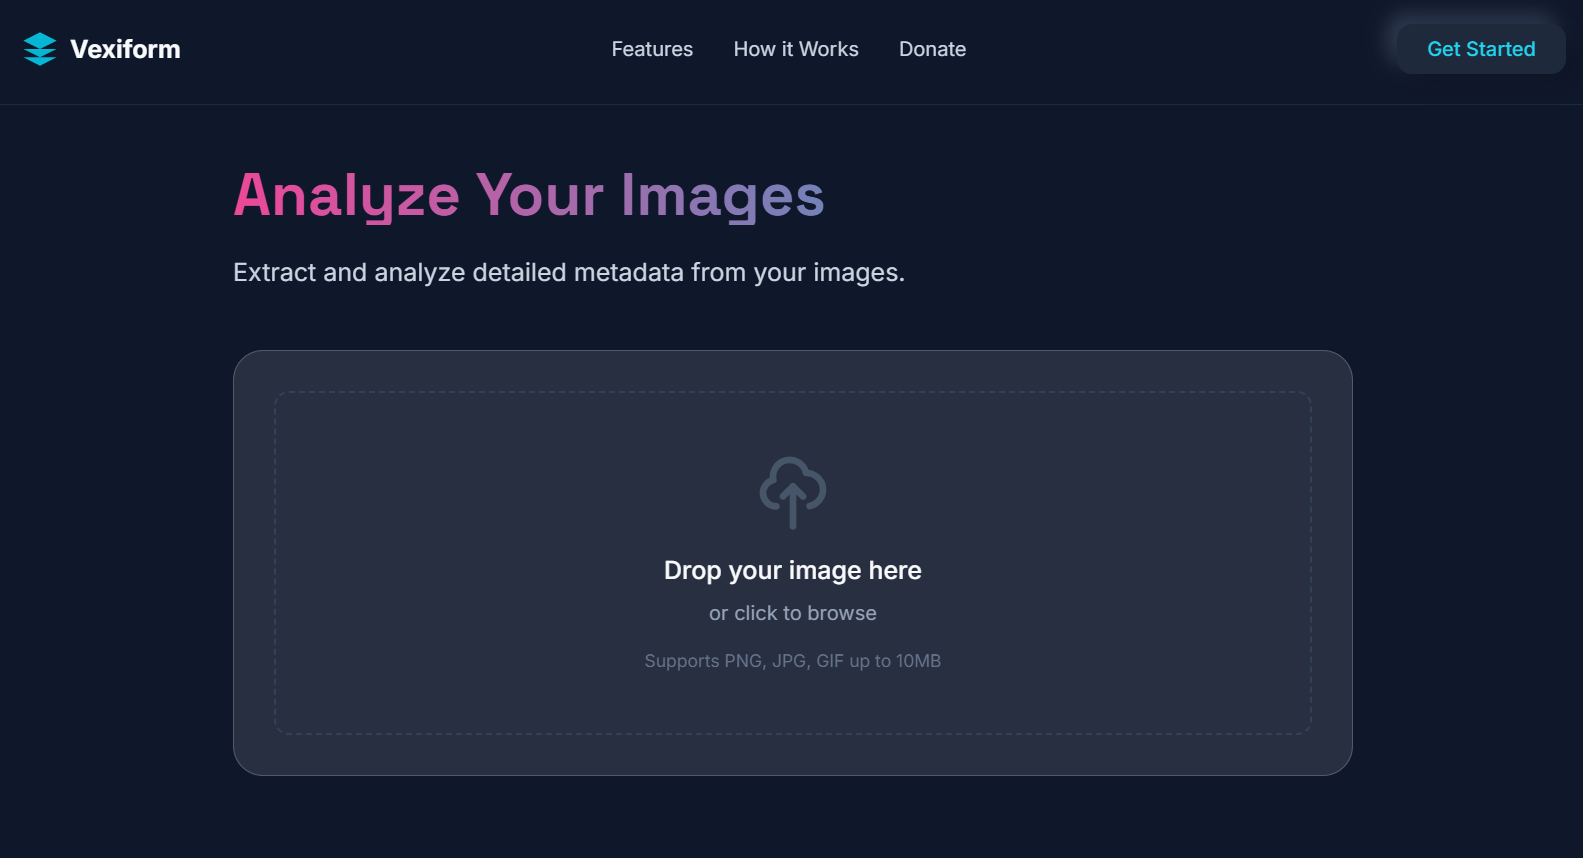 Vexiform
Features
How it Works
Donate
Get Started
Analyze Your Images
Extract and analyze detailed metadata from your images.
Drop your image here
or click to browse
Supports PNG, JPG, GIF up to 10MB